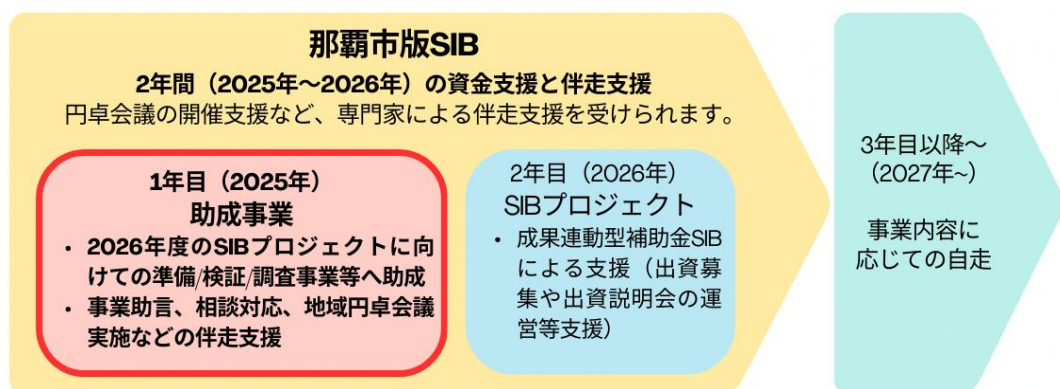 那覇市版SIB
2年間（2025年～2026年）の資金支援と伴走支援
円卓会議の開催支援など、専門家による伴走支援を受けられます。
1年目（2025年）
助成事業
• 2026年度のSIBプロジェクトに向
けての準備/検証/調査事業等へ助成
• 事業助言、相談対応、地域円卓会議
実施などの伴走支援
2年目（2026年）
SIBプロジェクト
• 成果連動型補助金SIB
による支援（出資募
集や出資説明会の運
営等支援）
3年目以降～
（2027年~）
事業内容に
応じての自走